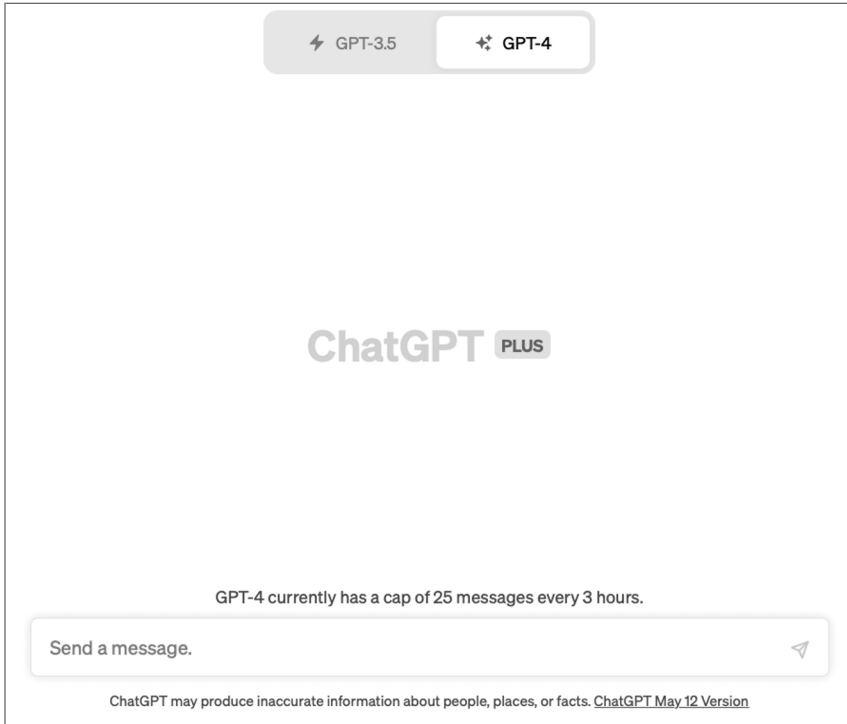 GPT-3.5 GPT-4
ChatGPT PLUS
GPT-4 currently has a cap of 25 messages every 3 hours.
Send a message.
ChatGPT may produce inaccurate information about people, places, or facts. ChatGPT May 12 Version